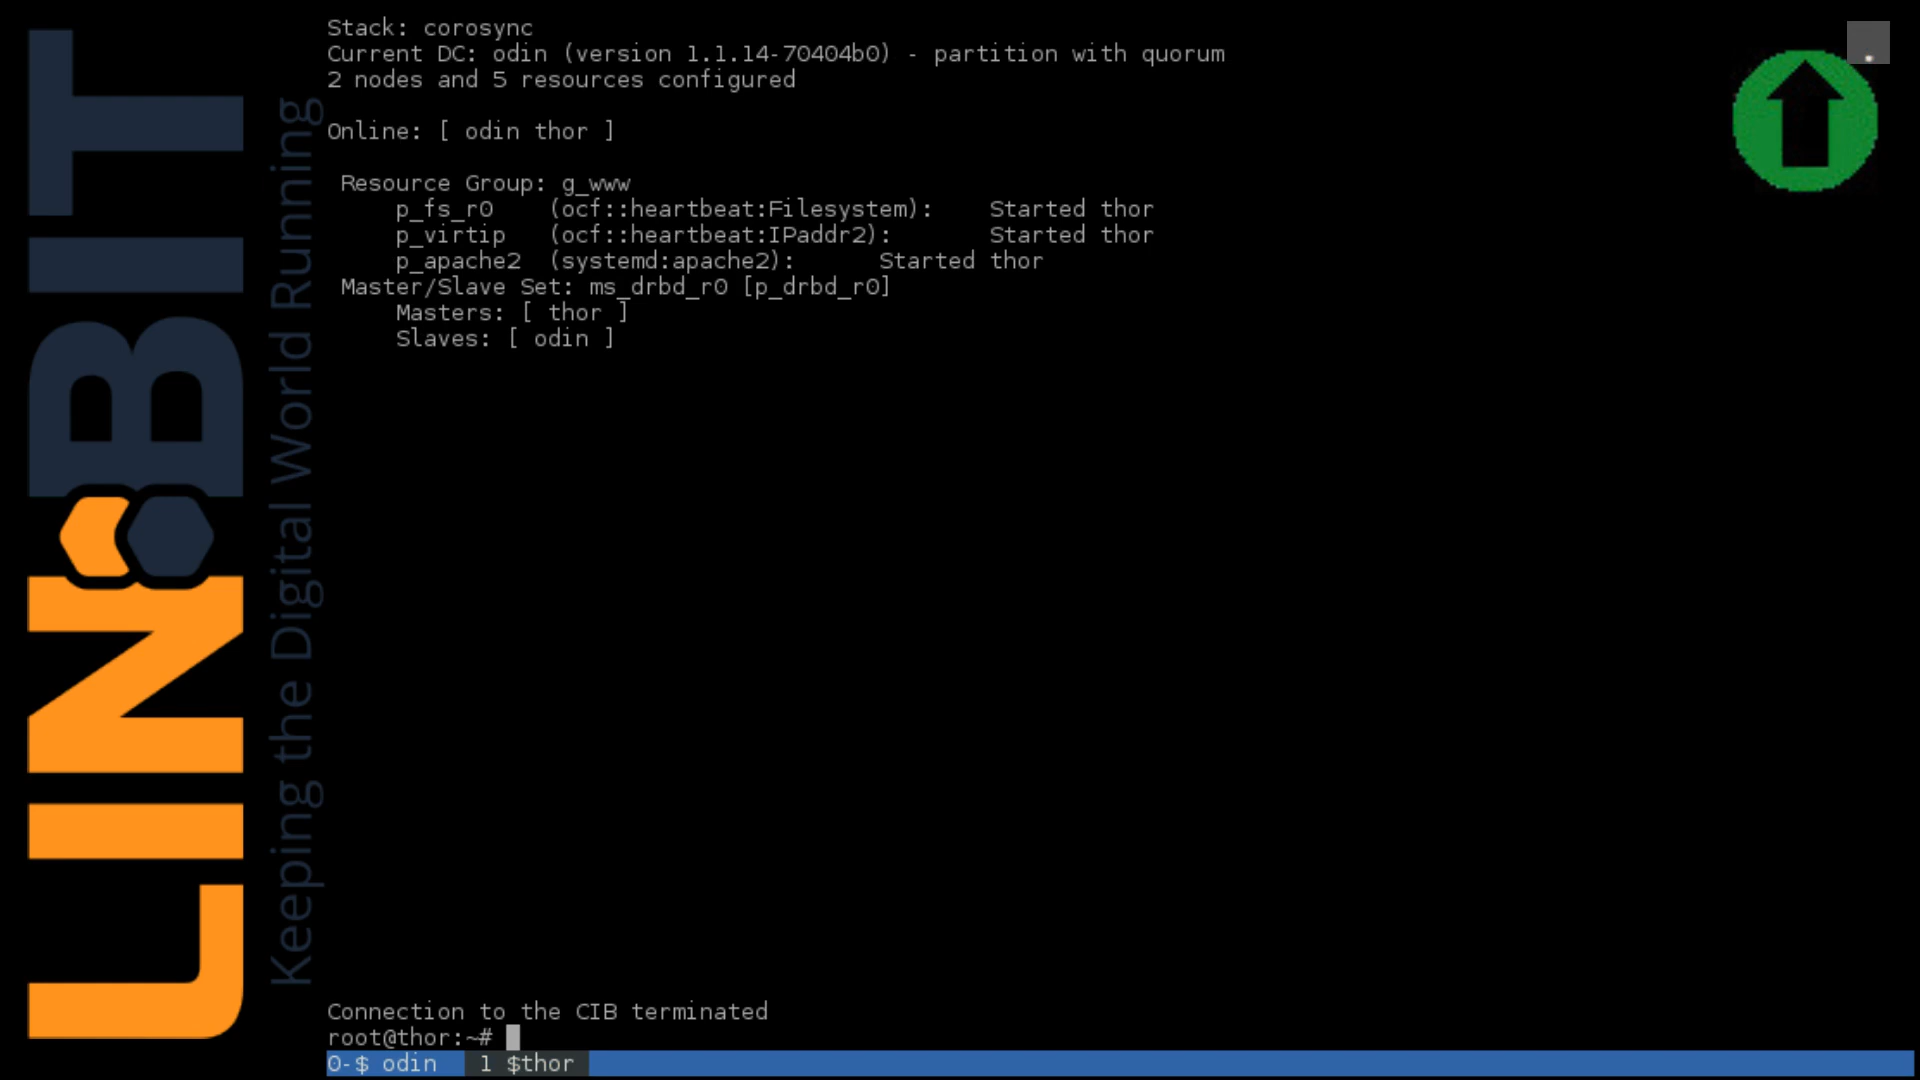 LINBIT
Keeping the Digital World Running
Stack: corosync
Current DC: odin (version 1.1.14-70404b0) - partition with quorum
2 nodes and 5 resources configured
Online: [ odin thor ]
Resource Group: g_www
p_fs_r0 (ocf::heartbeat:Filesystem): Started thor
p_virtip (ocf::heartbeat:IPaddr2): Started thor
p_apache2 (systemd:apache2): Started thor
Master/Slave Set: ms_drbd_r0 [p_drbd_r0]
Masters: [ thor ]
Slaves: [ odin ]
Connection to the CIB terminated
root@thor:~#
0-$ odin 1 $thor